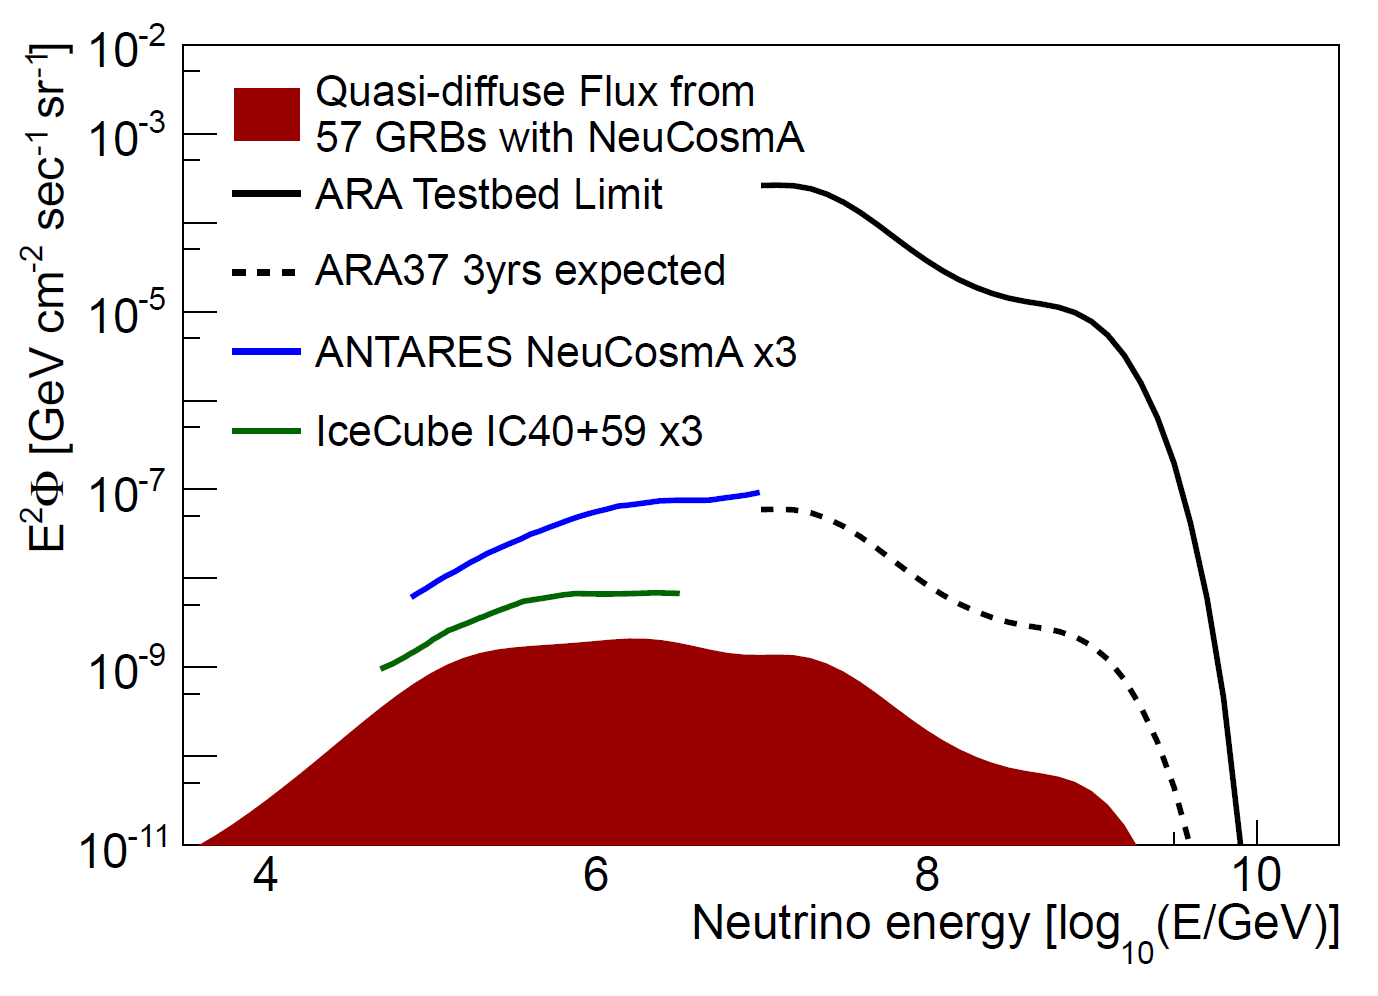 10⁻²
10⁻³
10⁻⁵
10⁻⁷
10⁻⁹
10⁻¹¹
E²Φ [GeV cm⁻² sec⁻¹ sr⁻¹]
Quasi-diffuse Flux from
57 GRBs with NeuCosmA
ARA Testbed Limit
ARA37 3yrs expected
ANTARES NeuCosmA x3
IceCube IC40+59 x3
4 6 8 10
Neutrino energy [log₁₀(E/GeV)]